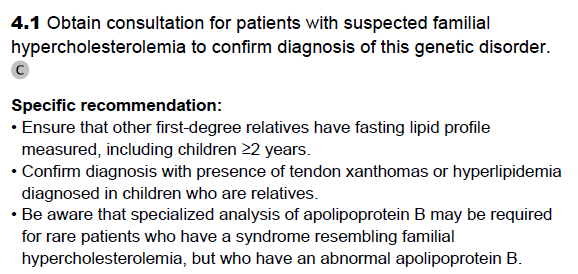 4.1 Obtain consultation for patients with suspected familial
hypercholesterolemia to confirm diagnosis of this genetic disorder.
C
Specific recommendation:
• Ensure that other first-degree relatives have fasting lipid profile
measured, including children ≥2 years.
• Confirm diagnosis with presence of tendon xanthomas or hyperlipidemia
diagnosed in children who are relatives.
• Be aware that specialized analysis of apolipoprotein B may be required
for rare patients who have a syndrome resembling familial
hypercholesterolemia, but who have an abnormal apolipoprotein B.